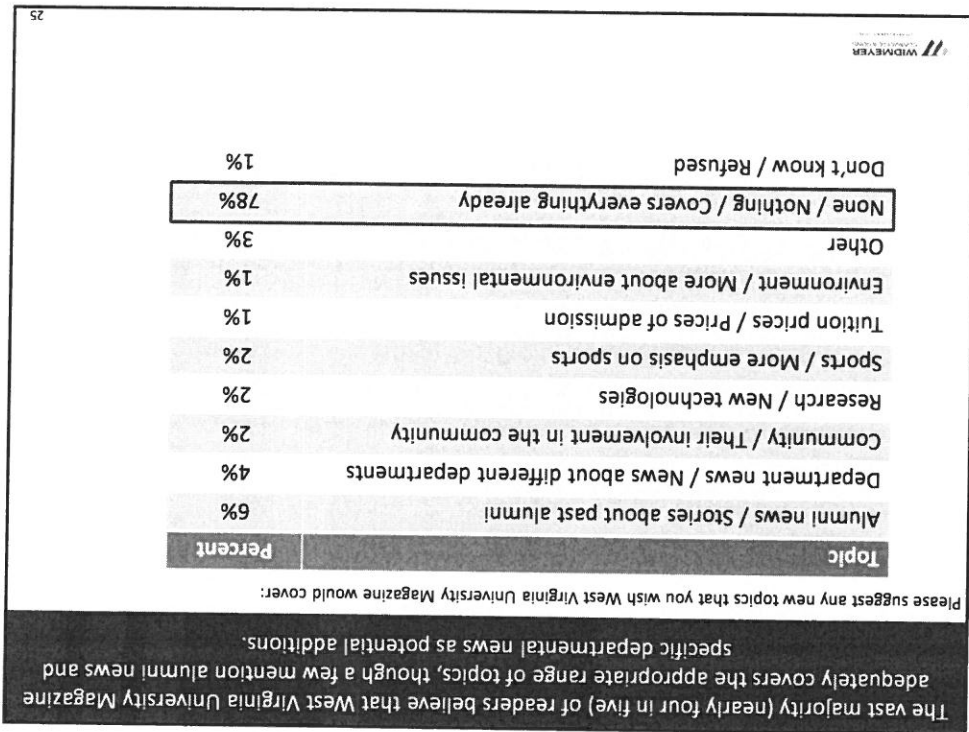 The vast majority (nearly four in five) of readers believe that West Virginia University Magazine
adequately covers the appropriate range of topics, though a few mention alumni news and
specific departmental news as potential additions.
Please suggest any new topics that you wish West Virginia University Magazine would cover:
Topic Percent
Alumni news / Stories about past alumni 6%
Department news / News about different departments 4%
Community / Their involvement in the community 2%
Research / New technologies 2%
Sports / More emphasis on sports 2%
Tuition prices / Prices of admission 1%
Environment / More about environmental issues 1%
Other 3%
None / Nothing / Covers everything already 78%
Don't know / Refused 1%
WIDMEYER
25